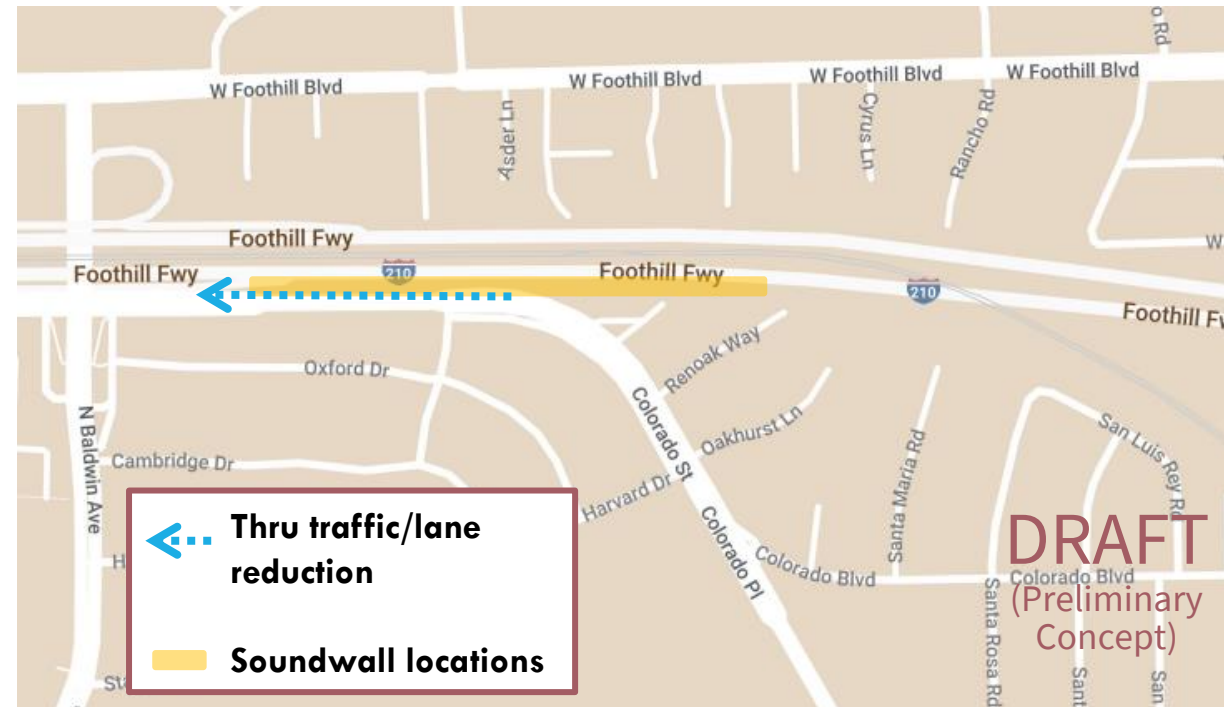 o Rd
W Foothill Blvd
W Foothill Blvd
W Foothill Blvd
W Foothill Blvd
Asder Ln
Cyrus Ln
Rancho Rd
Foothill Fwy
W
Foothill Fwy
210
Foothill Fwy
210
Foothill Fw
Oxford Dr
Renoak Way
Colorado St
Oakhurst Ln
N Baldwin Ave
Cambridge Dr
Harvard Dr
Santa Maria Rd
San Luis Rey Rd
Colorado Pl
Colorado Blvd
Colorado Blvd
Santa Rosa Rd
Sant
San
H
Thru traffic/lane
reduction
Soundwall locations
DRAFT
(Preliminary
Concept)